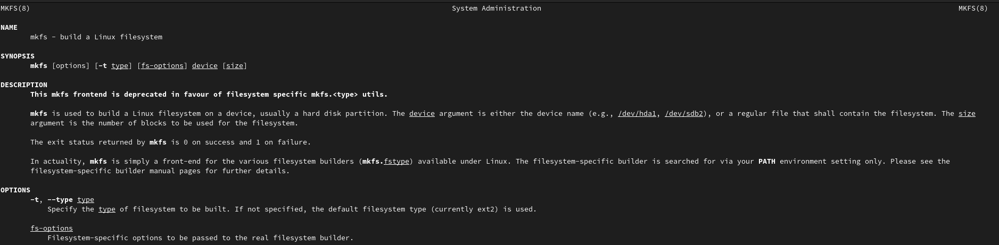 MKFS(8) System Administration MKFS(8)
NAME
mkfs - build a Linux filesystem
SYNOPSIS
mkfs [options] [-t type] [fs-options] device [size]
DESCRIPTION
This mkfs frontend is deprecated in favour of filesystem specific mkfs.<type> utils.
mkfs is used to build a Linux filesystem on a device, usually a hard disk partition. The device argument is either the device name (e.g., /dev/hda1, /dev/sdb2), or a regular file that shall contain the filesystem. The size
argument is the number of blocks to be used for the filesystem.
The exit status returned by mkfs is 0 on success and 1 on failure.
In actuality, mkfs is simply a front-end for the various filesystem builders (mkfs.fstype) available under Linux. The filesystem-specific builder is searched for via your PATH environment setting only. Please see the
filesystem-specific builder manual pages for further details.
OPTIONS
-t, --type type
Specify the type of filesystem to be built. If not specified, the default filesystem type (currently ext2) is used.
fs-options
Filesystem-specific options to be passed to the real filesystem builder.